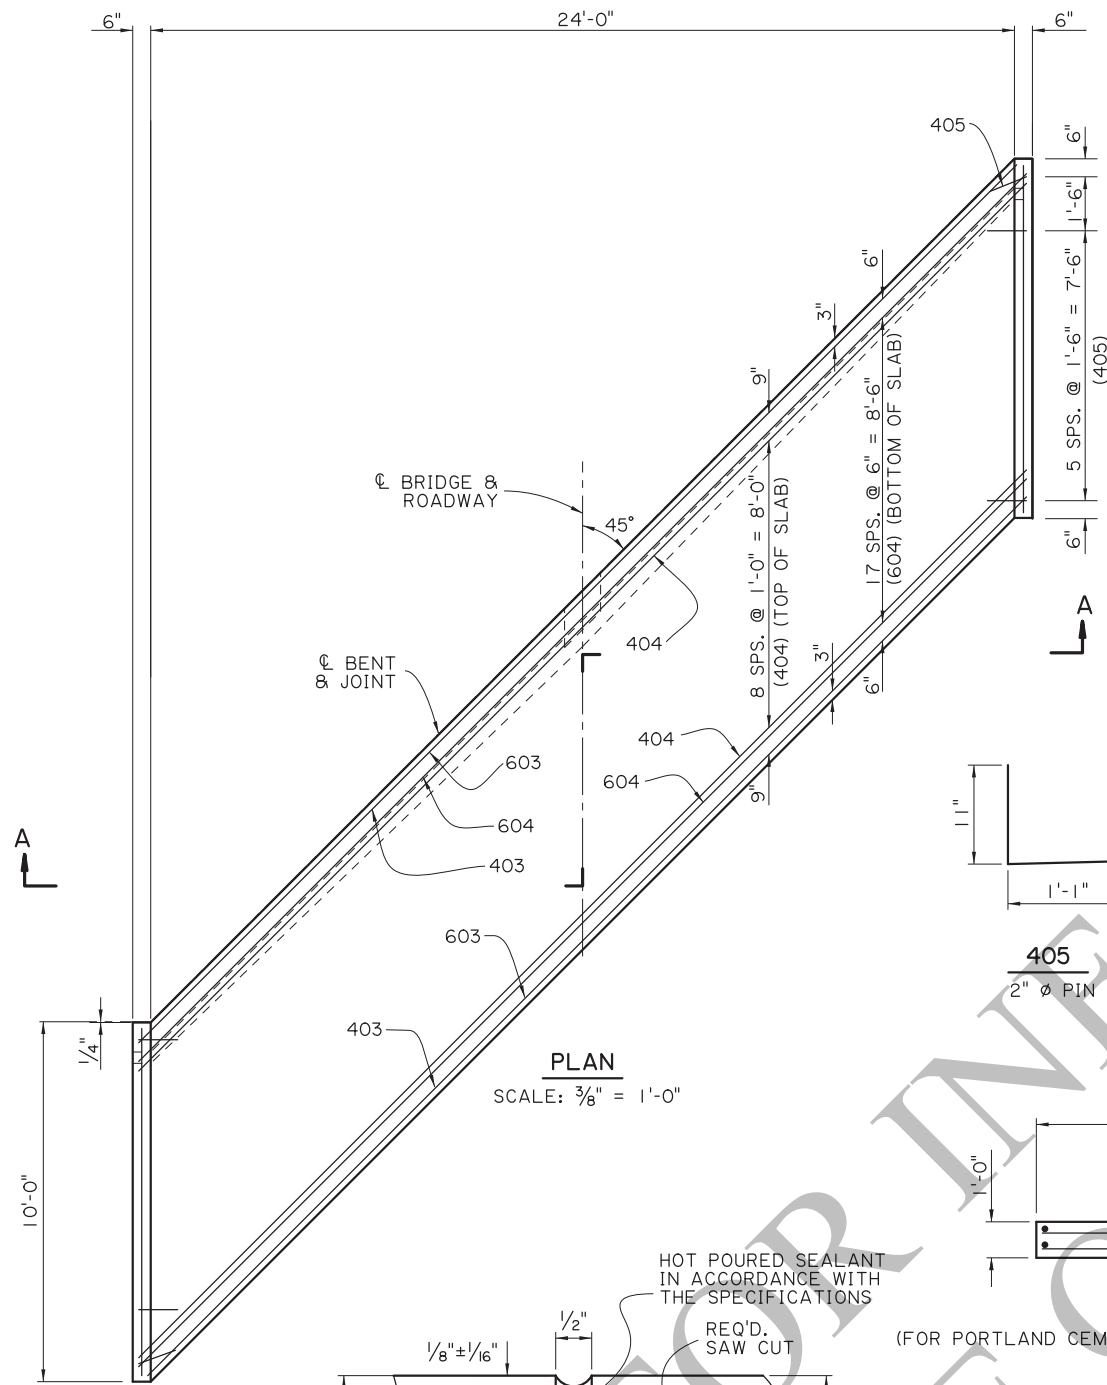 6"
24'-0"
6"
405
6"
1'-6"
5 SPS. @ 1'-6" = 7'-6"
(405)
6"
6"
3"
9"
17 SPS. @ 6" = 8'-6"
(604) (BOTTOM OF SLAB)
8 SPS. @ 1'-0" = 8'-0"
(404) (TOP OF SLAB)
℄ BRIDGE &
ROADWAY
45°
404
℄ BENT
& JOINT
A
3"
6"
404
603
604
9"
604
403
A
11"
1'-1"
405
2" ø PIN
603
403
1/4"
PLAN
SCALE: 3/8" = 1'-0"
10'-0"
1'-0"
HOT POURED SEALANT
IN ACCORDANCE WITH
THE SPECIFICATIONS
1/2"
REQ'D.
SAW CUT
1/8"±1/16"
(FOR PORTLAND CEM
FOR INF